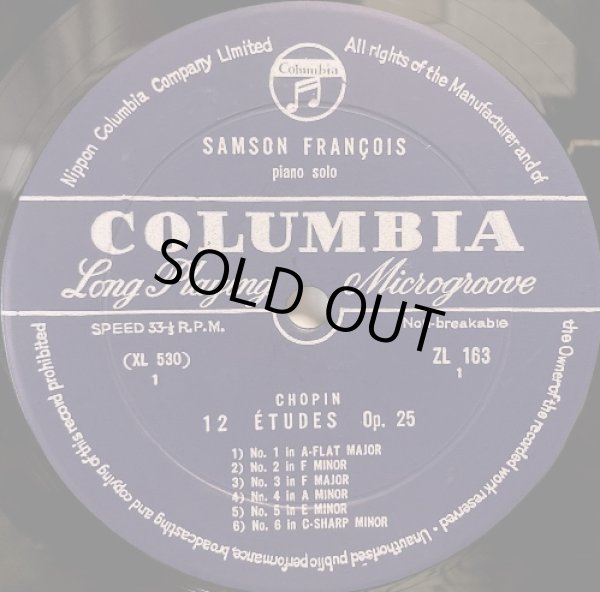 Nippon Columbia Company Limited
All rights of the Manufacturer and of
the Owner of the recorded work reserved • Unauthorised public performance, broadcasting and copying of this record prohibited
Columbia
SAMSON FRANÇOIS
piano solo
COLUMBIA
Long Playing Microgroove
SOLD OUT
SPEED 33-⅓ R.P.M.
Non-breakable
(XL 530)
1
ZL 163
1
CHOPIN
12 ÉTUDES Op. 25
1) No. 1 in A-FLAT MAJOR
2) No. 2 in F MINOR
3) No. 3 in F MAJOR
4) No. 4 in A MINOR
5) No. 5 in E MINOR
6) No. 6 in C-SHARP MINOR